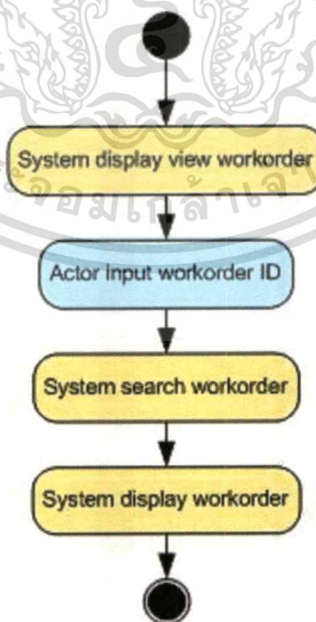 System display view workorder
Actor input workorder ID
System search workorder
System display workorder